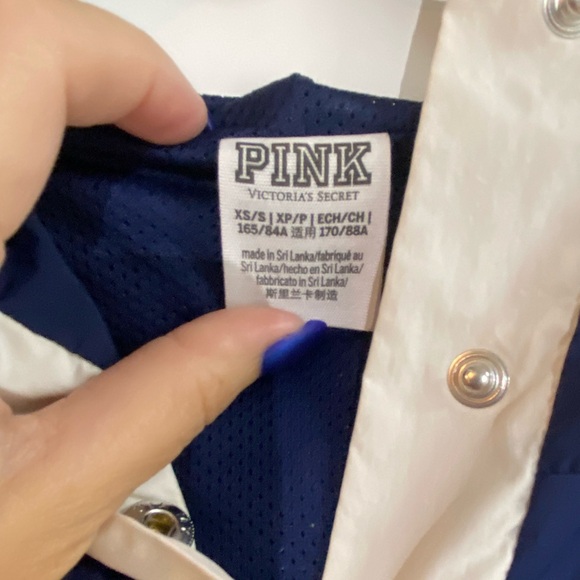 PINK
VICTORIA'S SECRET
XS/S | XP/P | ECH/CH |
165/84A 适用 170/88A
made in Sri Lanka/fabriqué au
Sri Lanka/hecho en Sri Lanka/
fabbricato in Sri Lanka/
斯里兰卡制造